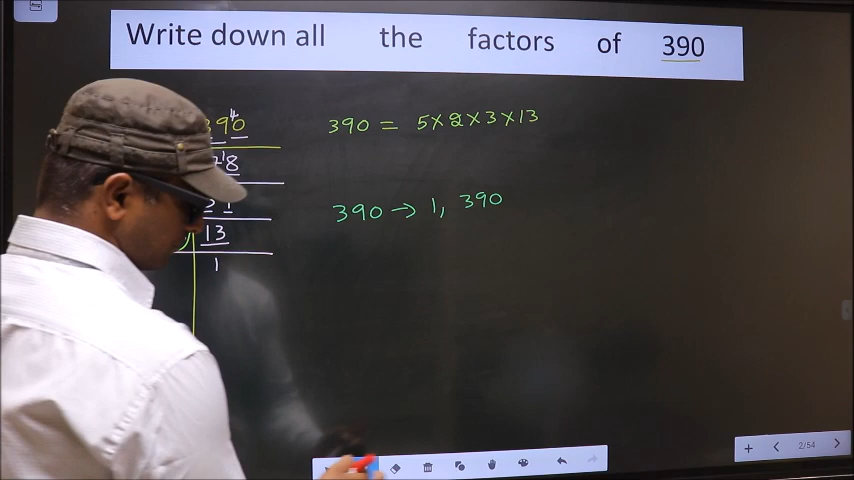 Write down all the factors of 390
390 = 5×2×3×13
390 → 1, 390
13
1
2/54